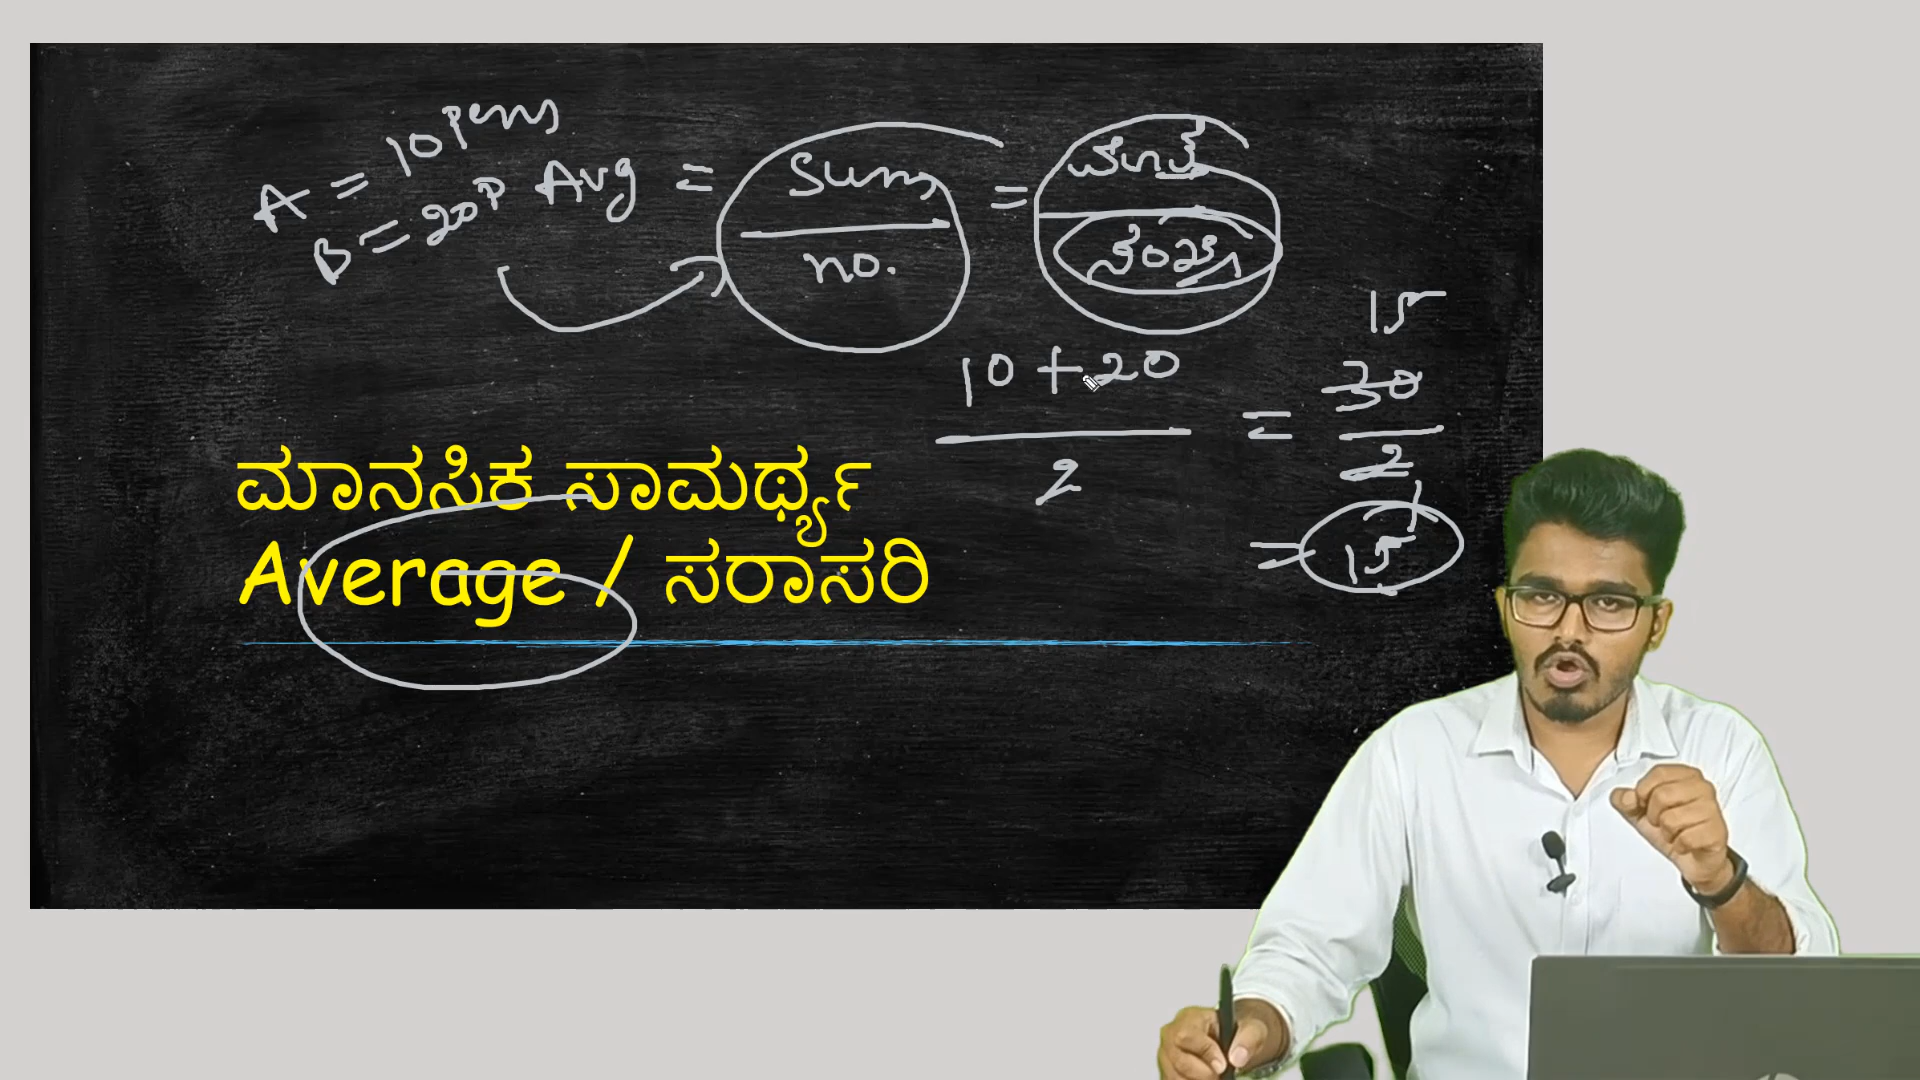 A = 10 pens
B = 20 P
Avg = Sum / no. = ಮೊತ್ತ / ಸಂಖ್ಯೆ
10 + 20 / 2 = 30 / 2
15
= 15
ಮಾನಸಿಕ ಸಾಮರ್ಥ್ಯ
Average / ಸರಾಸರಿ